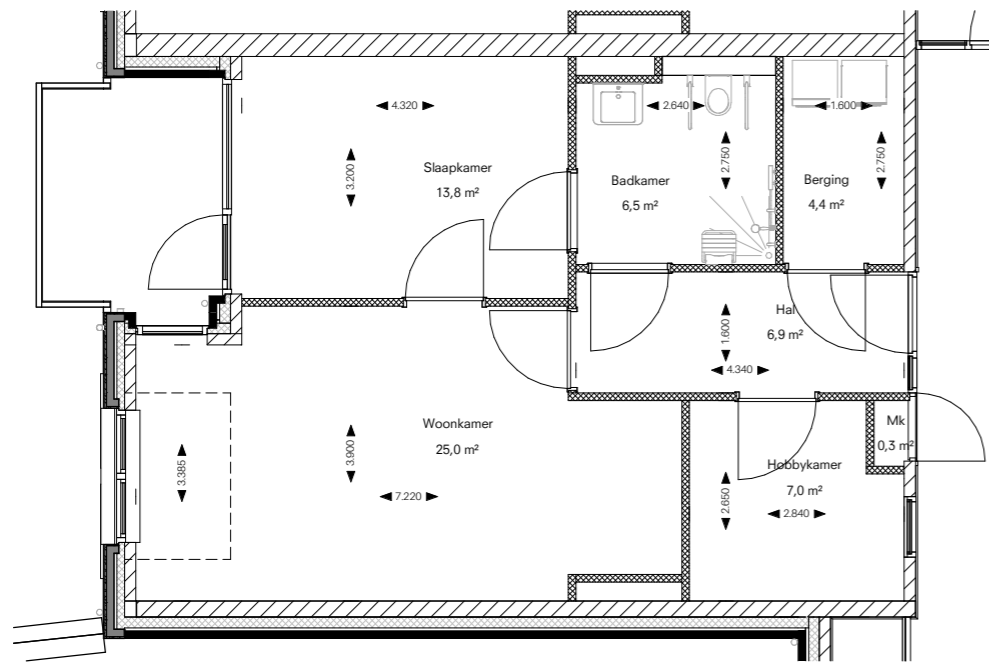 4.320
3.200
Slaapkamer
13,8 m²
2.640
2.750
Badkamer
6,5 m²
1.600
2.750
Berging
4,4 m²
Hal
6,9 m²
1.600
4.340
Woonkamer
25,0 m²
3.900
3.385
7.220
Mk
0,3 m²
Hobbykamer
7,0 m²
2.650
2.840